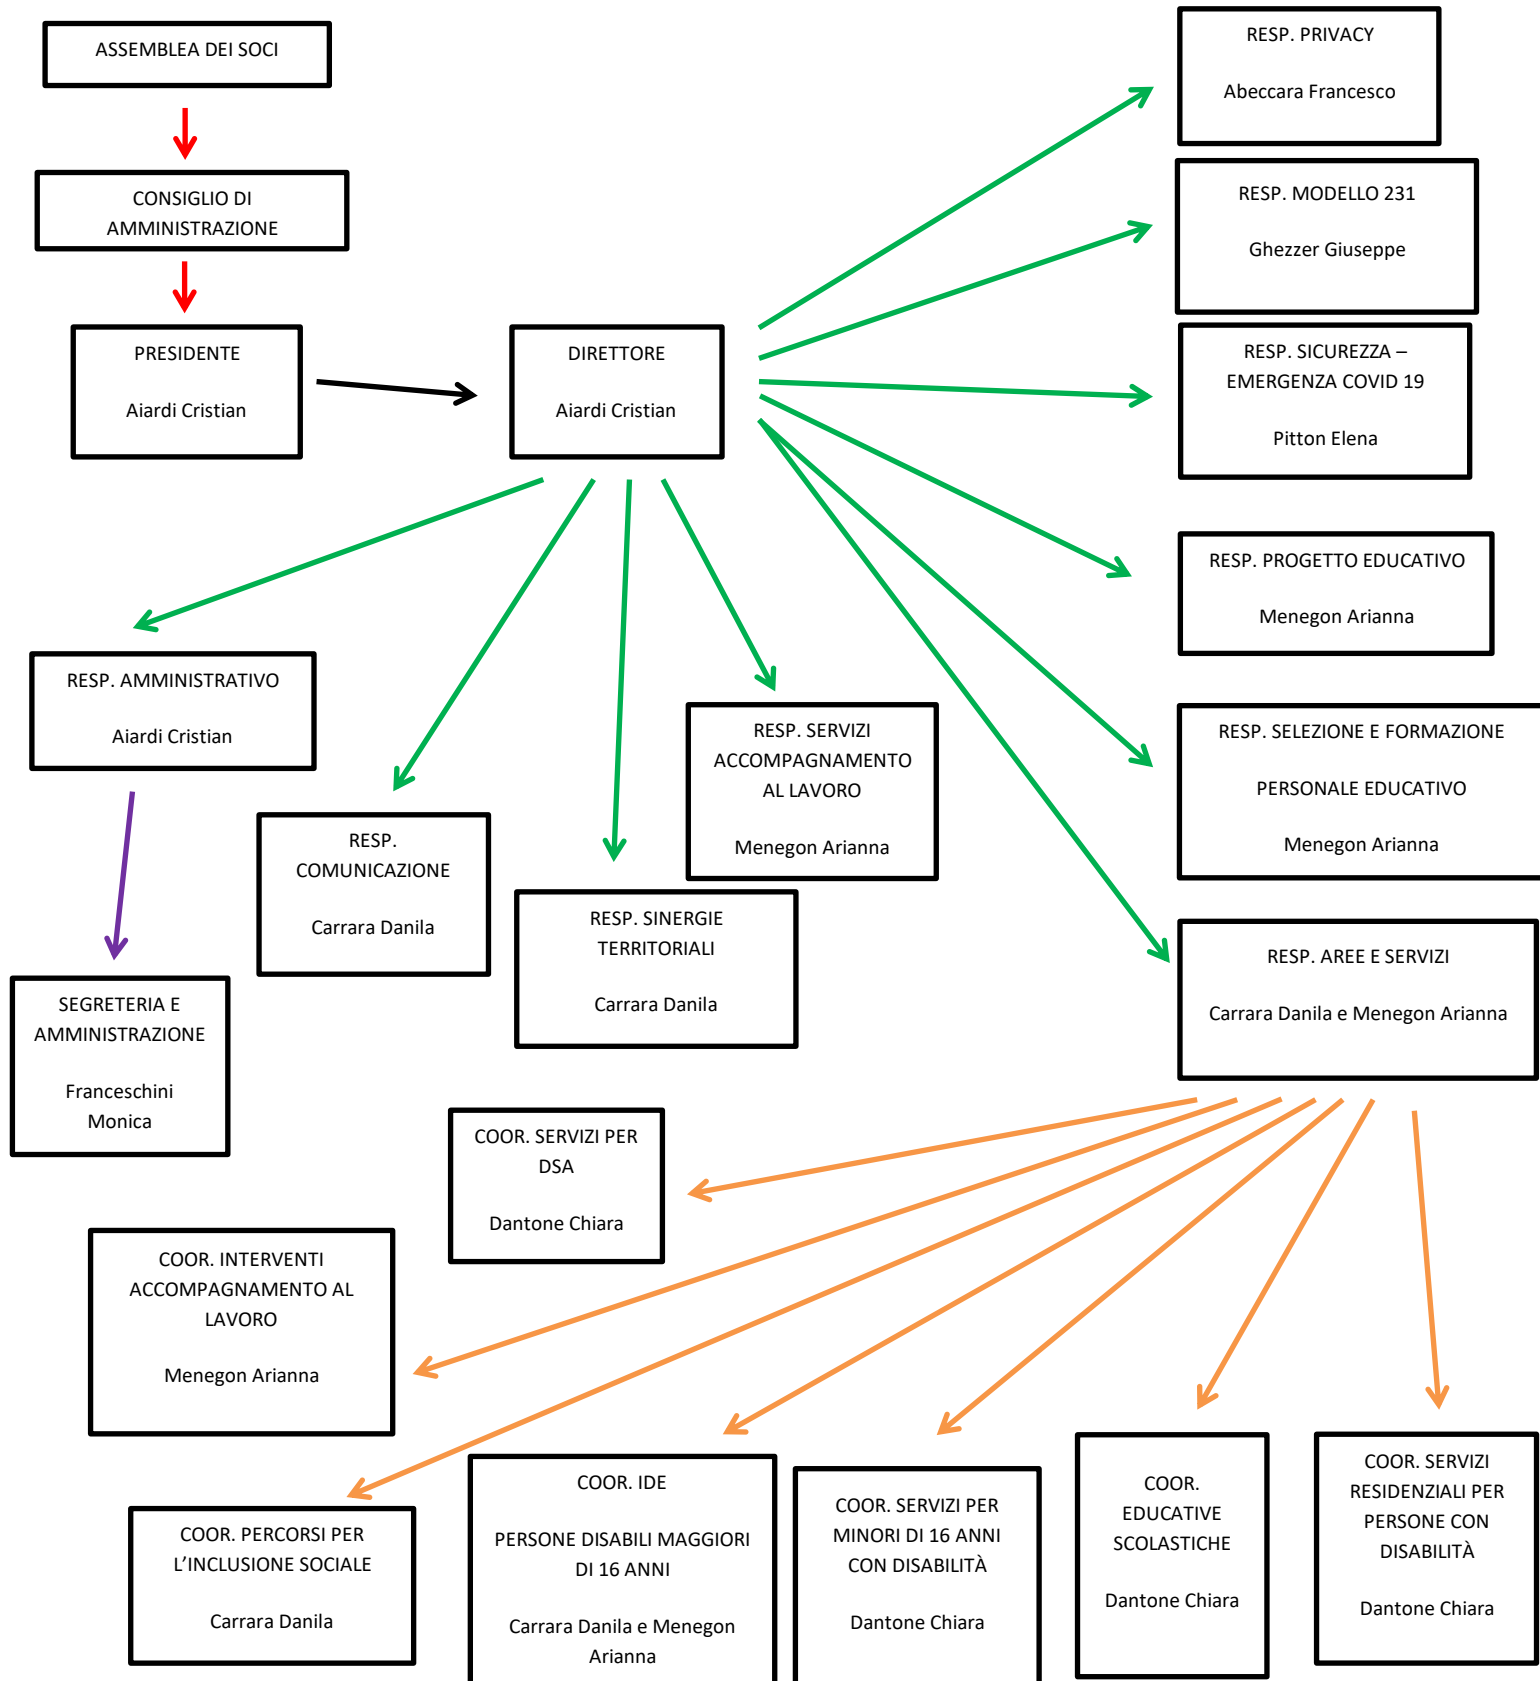 ASSEMBLEA DEI SOCI
CONSIGLIO DI
AMMINISTRAZIONE
PRESIDENTE
Aiardi Cristian
DIRETTORE
Aiardi Cristian
RESP. PRIVACY
Abeccara Francesco
RESP. MODELLO 231
Ghezzer Giuseppe
RESP. SICUREZZA –
EMERGENZA COVID 19
Pitton Elena
RESP. PROGETTO EDUCATIVO
Menegon Arianna
RESP. SELEZIONE E FORMAZIONE
PERSONALE EDUCATIVO
Menegon Arianna
RESP. AREE E SERVIZI
Carrara Danila e Menegon Arianna
RESP. AMMINISTRATIVO
Aiardi Cristian
RESP.
COMUNICAZIONE
Carrara Danila
RESP. SINERGIE
TERRITORIALI
Carrara Danila
RESP. SERVIZI
ACCOMPAGNAMENTO
AL LAVORO
Menegon Arianna
SEGRETERIA E
AMMINISTRAZIONE
Franceschini
Monica
COOR. SERVIZI PER
DSA
Dantone Chiara
COOR. INTERVENTI
ACCOMPAGNAMENTO AL
LAVORO
Menegon Arianna
COOR. PERCORSI PER
L’INCLUSIONE SOCIALE
Carrara Danila
COOR. IDE
PERSONE DISABILI MAGGIORI
DI 16 ANNI
Carrara Danila e Menegon
Arianna
COOR. SERVIZI PER
MINORI DI 16 ANNI
CON DISABILITÀ
Dantone Chiara
COOR.
EDUCATIVE
SCOLASTICHE
Dantone Chiara
COOR. SERVIZI
RESIDENZIALI PER
PERSONE CON
DISABILITÀ
Dantone Chiara